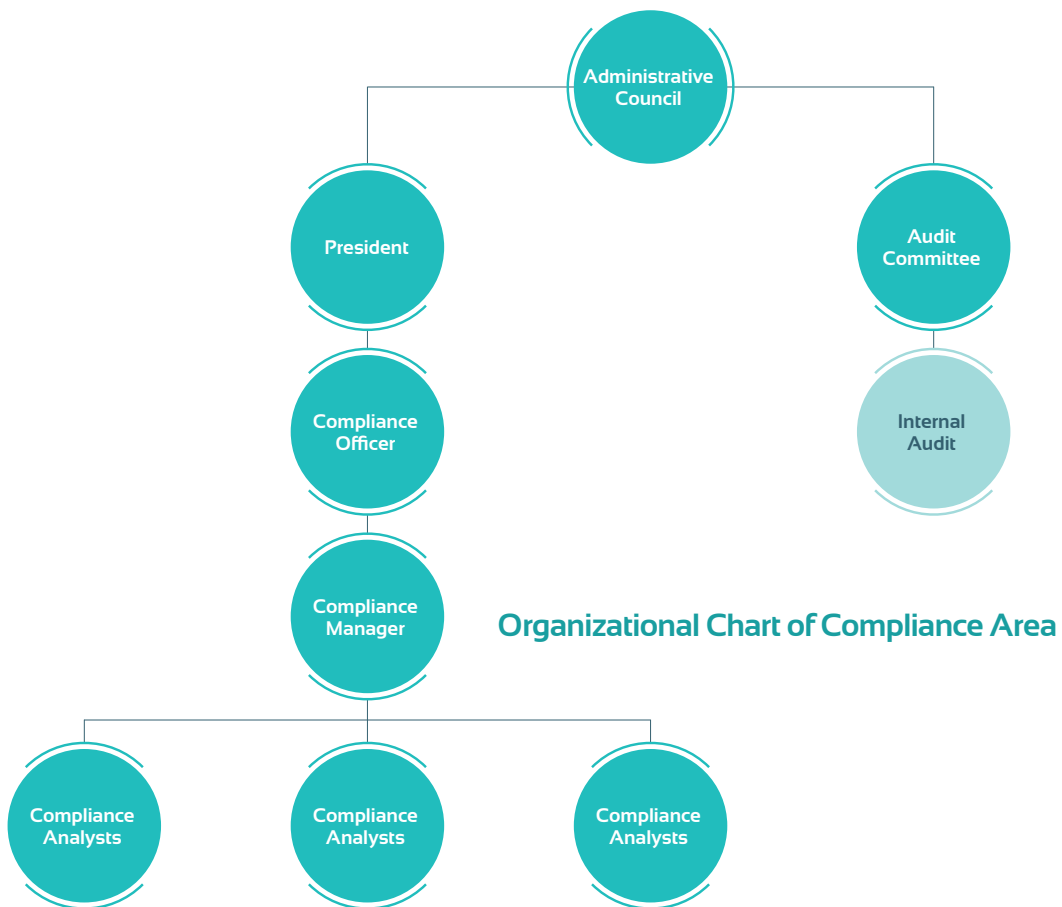 Administrative
Council
President
Audit
Committee
Compliance
Officer
Internal
Audit
Compliance
Manager
Organizational Chart of Compliance Area
Compliance
Analysts
Compliance
Analysts
Compliance
Analysts